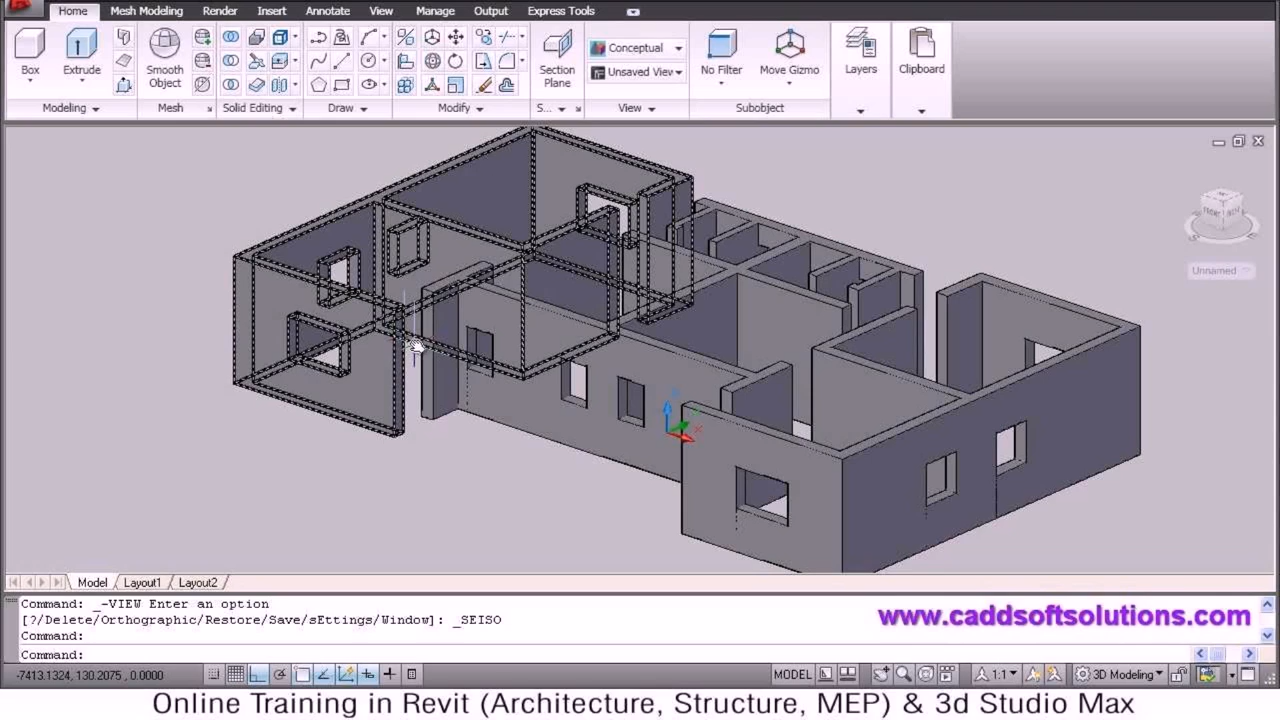 Home Mesh Modeling Render Insert Annotate View Manage Output Express Tools
Box Extrude Smooth Object Section Plane Conceptual Unsaved View No Filter Move Gizmo Layers Clipboard
Modeling Mesh Solid Editing Draw Modify S... View Subobject
Unnamed
Model Layout1 Layout2
Command: _-VIEW Enter an option
[?/Delete/Orthographic/Restore/Save/sEttings/Window]: _SEISO
Command:
Command:
www.caddsoftsolutions.com
-7413.1324, 130.2075 , 0.0000 MODEL 1:1 3D Modeling
Online Training in Revit (Architecture, Structure, MEP) & 3d Studio Max